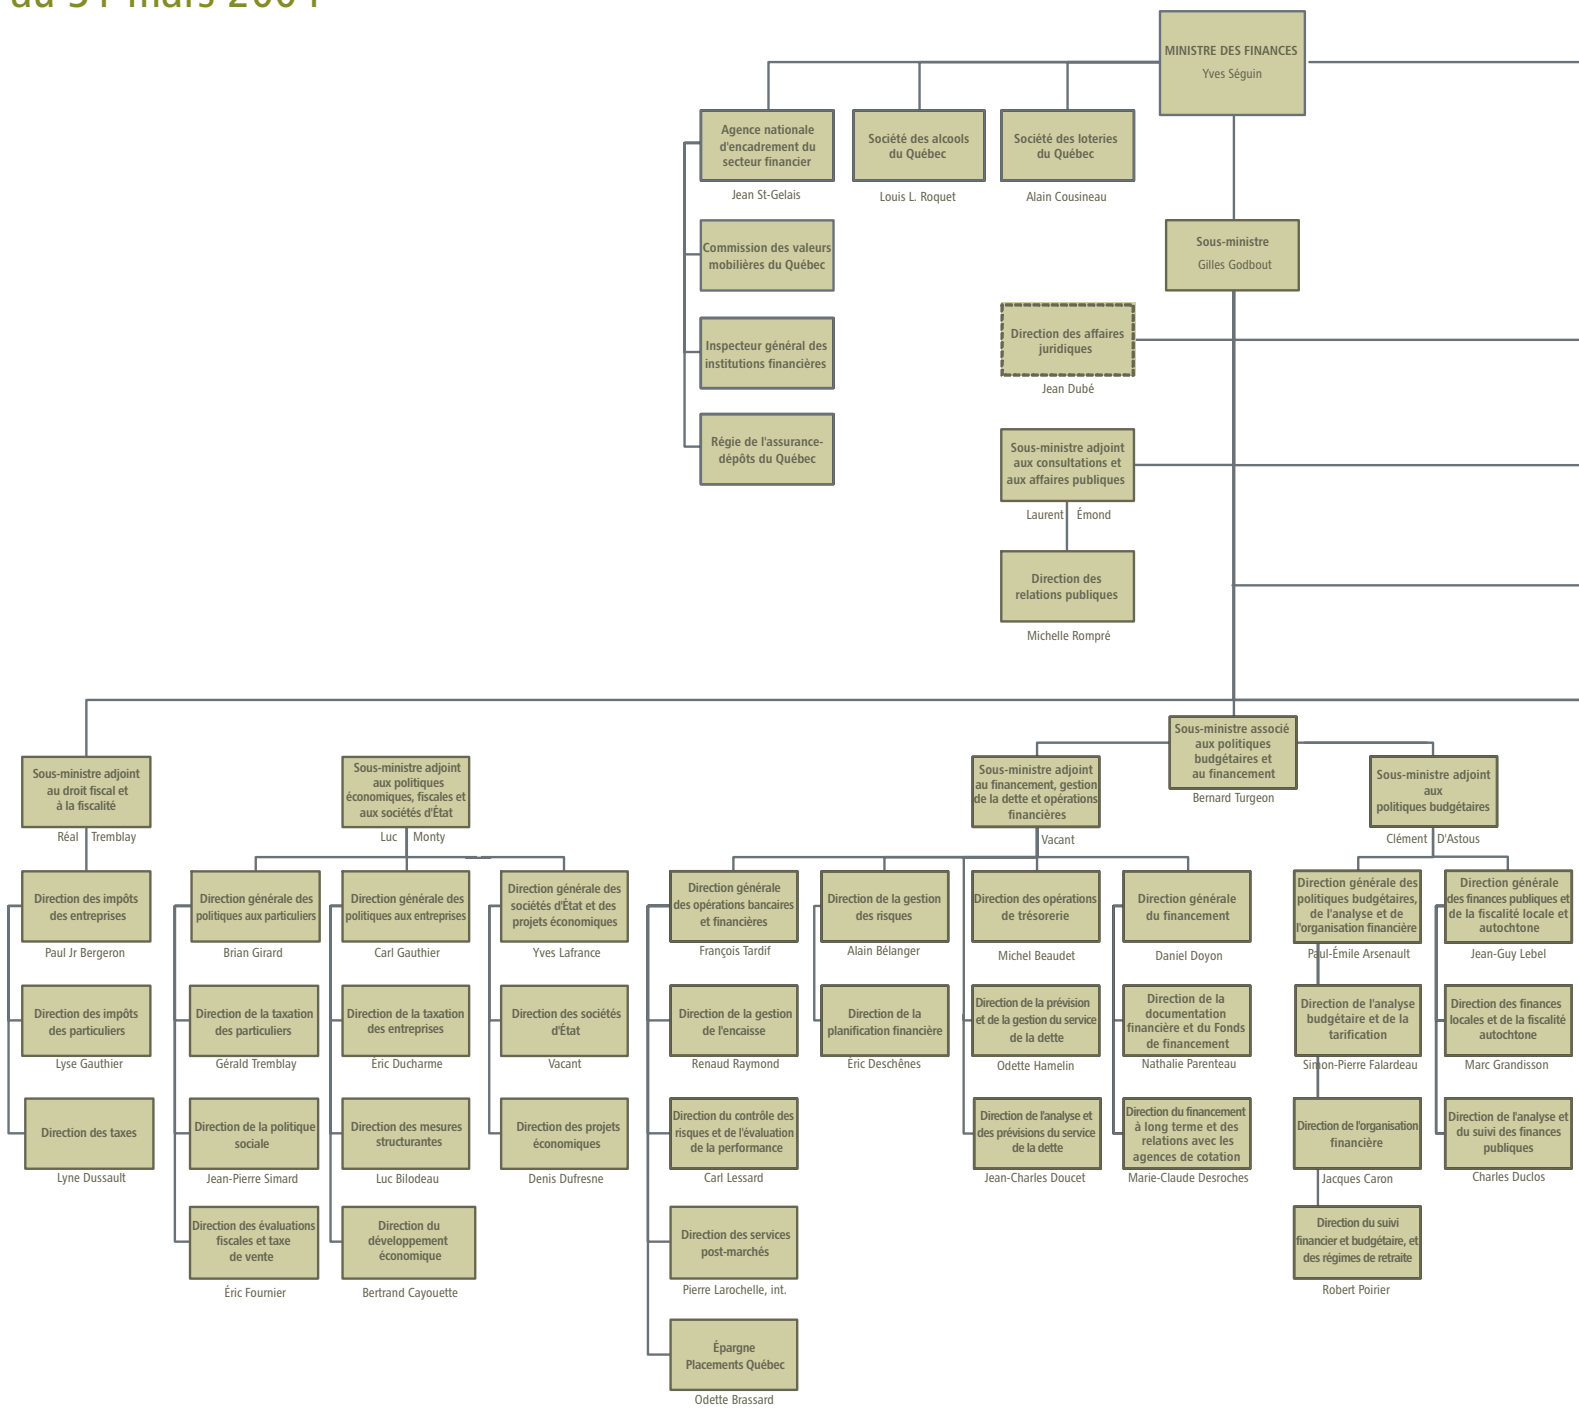 au 31 mars 2004
MINISTRE DES FINANCES
Yves Séguin
Agence nationale
d'encadrement du
secteur financier
Jean St-Gelais
Société des alcools
du Québec
Louis L. Roquet
Société des loteries
du Québec
Alain Cousineau
Commission des valeurs
mobilières du Québec
Inspecteur général des
institutions financières
Régie de l'assurance-
dépôts du Québec
Sous-ministre
Gilles Godbout
Direction des affaires
juridiques
Jean Dubé
Sous-ministre adjoint
aux consultations et
aux affaires publiques
Laurent Émond
Direction des
relations publiques
Michelle Rompré
Sous-ministre associé
aux politiques
budgétaires et
au financement
Bernard Turgeon
Sous-ministre adjoint
au droit fiscal et
à la fiscalité
Réal Tremblay
Direction des impôts
des entreprises
Paul Jr Bergeron
Direction des impôts
des particuliers
Lyse Gauthier
Direction des taxes
Lyne Dussault
Sous-ministre adjoint
aux politiques
économiques, fiscales et
aux sociétés d'État
Luc Monty
Direction générale des
politiques aux particuliers
Brian Girard
Direction de la taxation
des particuliers
Gérald Tremblay
Direction de la politique
sociale
Jean-Pierre Simard
Direction des évaluations
fiscales et taxe
de vente
Éric Fournier
Direction générale des
politiques aux entreprises
Carl Gauthier
Direction de la taxation
des entreprises
Éric Ducharme
Direction des mesures
structurantes
Luc Bilodeau
Direction du
développement
économique
Bertrand Cayouette
Direction générale des
sociétés d'État et des
projets économiques
Yves Lafrance
Direction des sociétés
d'État
Vacant
Direction des projets
économiques
Denis Dufresne
Sous-ministre adjoint
au financement, gestion
de la dette et opérations
financières
Vacant
Direction générale
des opérations bancaires
et financières
François Tardif
Direction de la gestion
de l'encaisse
Renaud Raymond
Direction du contrôle des
risques et de l'évaluation
de la performance
Carl Lessard
Direction des services
post-marchés
Pierre Larochelle, int.
Épargne
Placements Québec
Odette Brassard
Direction de la gestion
des risques
Alain Bélanger
Direction de la
planification financière
Éric Deschênes
Direction des opérations
de trésorerie
Michel Beaudet
Direction de la prévision
et de la gestion du service
de la dette
Odette Hamelin
Direction de l'analyse et
des prévisions du service
de la dette
Jean-Charles Doucet
Direction générale
du financement
Daniel Doyon
Direction de la
documentation
financière et du Fonds
de financement
Nathalie Parenteau
Direction du financement
à long terme et des
relations avec les
agences de cotation
Marie-Claude Desroches
Sous-ministre adjoint
aux
politiques budgétaires
Clément D'Astous
Direction générale des
politiques budgétaires,
de l'analyse et de
l'organisation financière
Paul-Émile Arsenault
Direction de l'analyse
budgétaire et de la
tarification
Simon-Pierre Falardeau
Direction de l'organisation
financière
Jacques Caron
Direction du suivi
financier et budgétaire, et
des régimes de retraite
Robert Poirier
Direction générale
des finances publiques et
de la fiscalité locale et
autochtone
Jean-Guy Lebel
Direction des finances
locales et de la fiscalité
autochtone
Marc Grandisson
Direction de l'analyse et
du suivi des finances
publiques
Charles Duclos